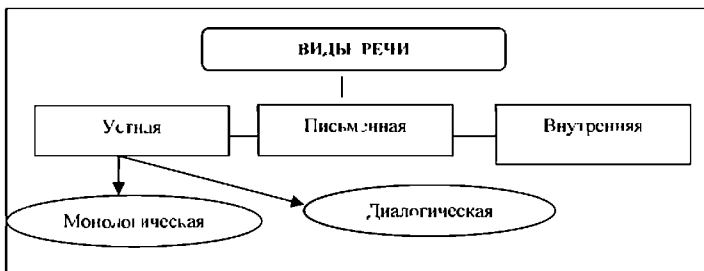 ВИДЫ РЕЧИ
Устная
Письменная
Внутренняя
Монологическая
Диалогическая